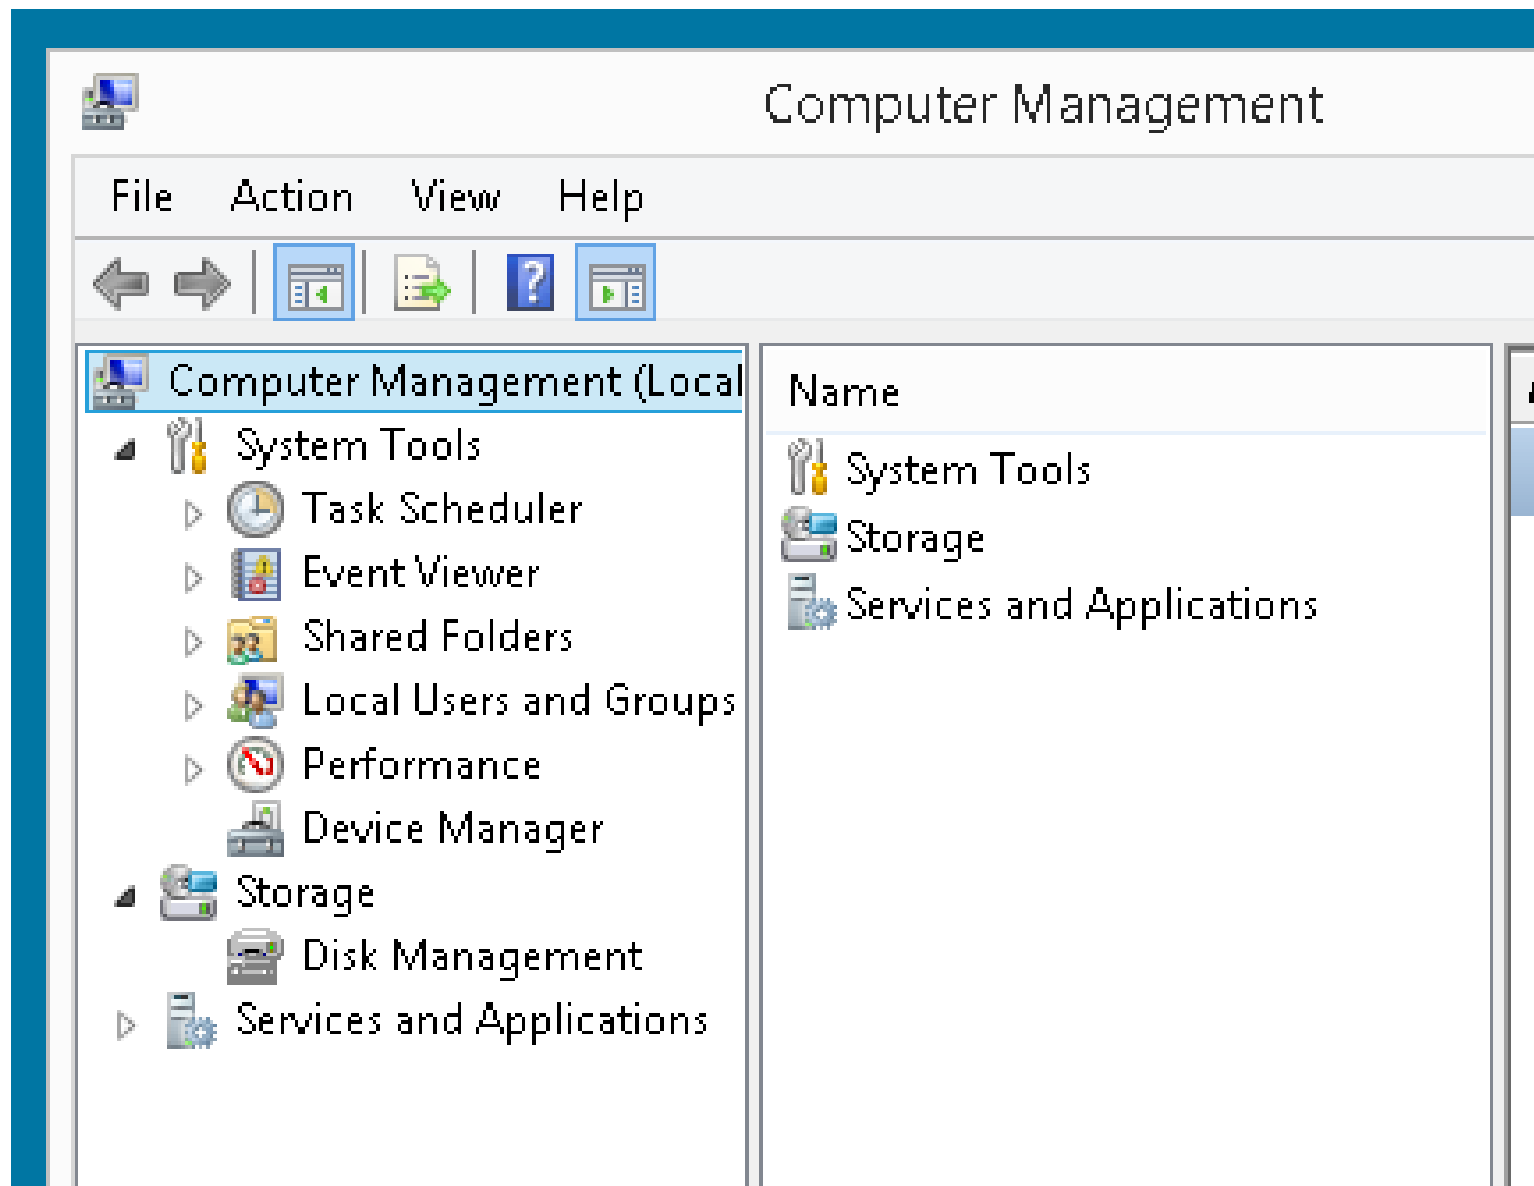 Computer Management
File Action View Help
Computer Management (Local
System Tools
Task Scheduler
Event Viewer
Shared Folders
Local Users and Groups
Performance
Device Manager
Storage
Disk Management
Services and Applications
Name
System Tools
Storage
Services and Applications